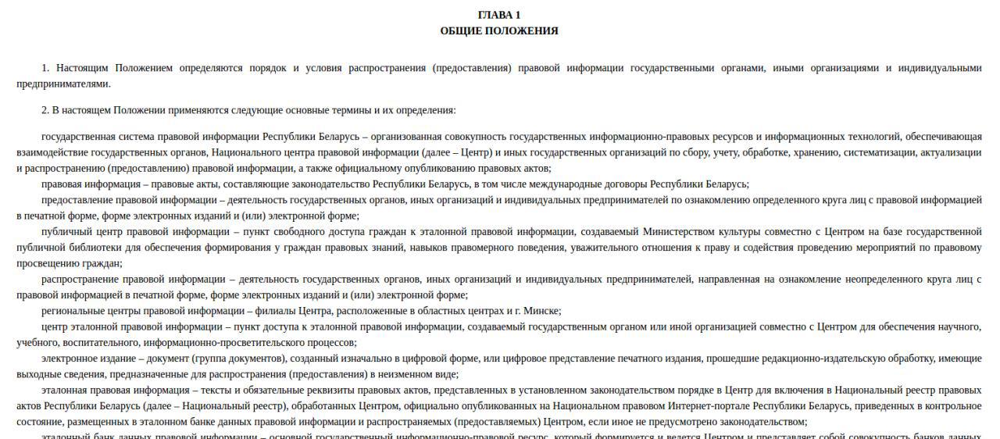 ГЛАВА 1
ОБЩИЕ ПОЛОЖЕНИЯ
1. Настоящим Положением определяются порядок и условия распространения (предоставления) правовой информации государственными органами, иными организациями и индивидуальными
предпринимателями.
2. В настоящем Положении применяются следующие основные термины и их определения:
государственная система правовой информации Республики Беларусь – организованная совокупность государственных информационно-правовых ресурсов и информационных технологий, обеспечивающая
взаимодействие государственных органов, Национального центра правовой информации (далее – Центр) и иных государственных организаций по сбору, учету, обработке, хранению, систематизации, актуализации
и распространению (предоставлению) правовой информации, а также официальному опубликованию правовых актов;
правовая информация – правовые акты, составляющие законодательство Республики Беларусь, в том числе международные договоры Республики Беларусь;
предоставление правовой информации – деятельность государственных органов, иных организаций и индивидуальных предпринимателей по ознакомлению определенного круга лиц с правовой информацией
в печатной форме, форме электронных изданий и (или) электронной форме;
публичный центр правовой информации – пункт свободного доступа граждан к эталонной правовой информации, создаваемый Министерством культуры совместно с Центром на базе государственной
публичной библиотеки для обеспечения формирования у граждан правовых знаний, навыков правомерного поведения, уважительного отношения к праву и содействия проведению мероприятий по правовому
просвещению граждан;
распространение правовой информации – деятельность государственных органов, иных организаций и индивидуальных предпринимателей, направленная на ознакомление неопределенного круга лиц с
правовой информацией в печатной форме, форме электронных изданий и (или) электронной форме;
региональные центры правовой информации – филиалы Центра, расположенные в областных центрах и г. Минске;
центр эталонной правовой информации – пункт доступа к эталонной правовой информации, создаваемый государственным органом или иной организацией совместно с Центром для обеспечения научного,
учебного, воспитательного, информационно-просветительского процессов;
электронное издание – документ (группа документов), созданный изначально в цифровой форме, или цифровое представление печатного издания, прошедшие редакционно-издательскую обработку, имеющие
выходные сведения, предназначенные для распространения (предоставления) в неизменном виде;
эталонная правовая информация – тексты и обязательные реквизиты правовых актов, представленных в установленном законодательством порядке в Центр для включения в Национальный реестр правовых
актов Республики Беларусь (далее – Национальный реестр), обработанных Центром, официально опубликованных на Национальном правовом Интернет-портале Республики Беларусь, приведенных в контрольное
состояние, размещенных в эталонном банке данных правовой информации и распространяемых (предоставляемых) Центром, если иное не предусмотрено законодательством;
эталонный банк данных правовой информации – основной государственный информационно-правовой ресурс, который формируется и ведется Центром и представляет собой совокупность банков данных